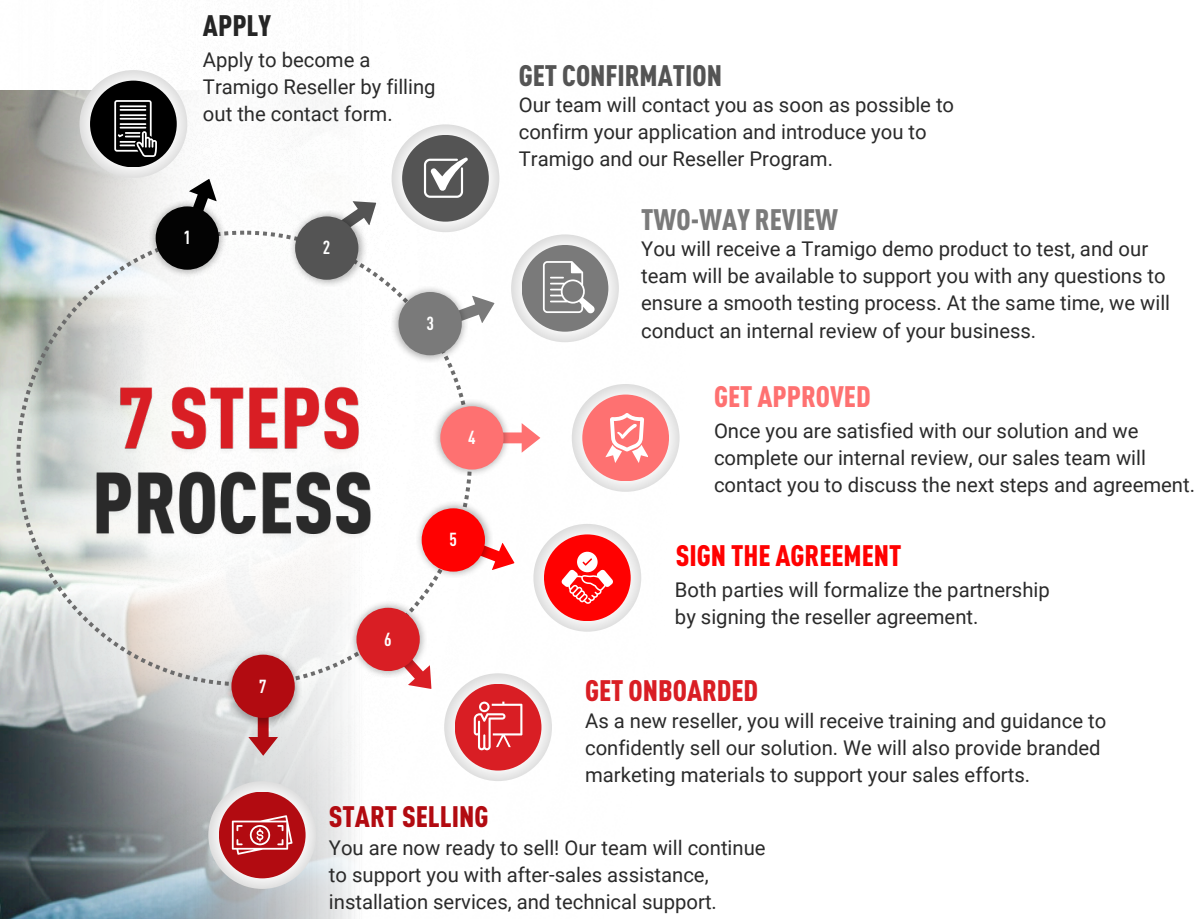 APPLY
Apply to become a
Tramigo Reseller by filling
out the contact form.
GET CONFIRMATION
Our team will contact you as soon as possible to
confirm your application and introduce you to
Tramigo and our Reseller Program.
TWO-WAY REVIEW
You will receive a Tramigo demo product to test, and our
team will be available to support you with any questions to
ensure a smooth testing process. At the same time, we will
conduct an internal review of your business.
GET APPROVED
Once you are satisfied with our solution and we
complete our internal review, our sales team will
contact you to discuss the next steps and agreement.
SIGN THE AGREEMENT
Both parties will formalize the partnership
by signing the reseller agreement.
GET ONBOARDED
As a new reseller, you will receive training and guidance to
confidently sell our solution. We will also provide branded
marketing materials to support your sales efforts.
START SELLING
You are now ready to sell! Our team will continue
to support you with after-sales assistance,
installation services, and technical support.
1
2
3
4
5
6
7
7 STEPS
PROCESS
$